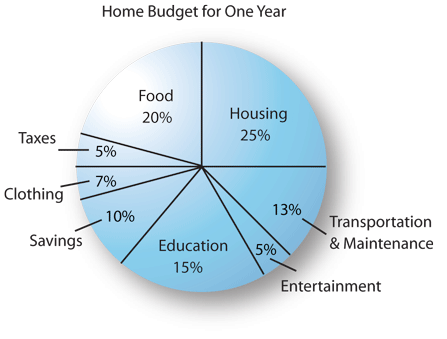 Home Budget for One Year
Food
20%
Housing
25%
Taxes
5%
Clothing
7%
Savings
10%
Education
15%
5%
Entertainment
13%
Transportation
& Maintenance